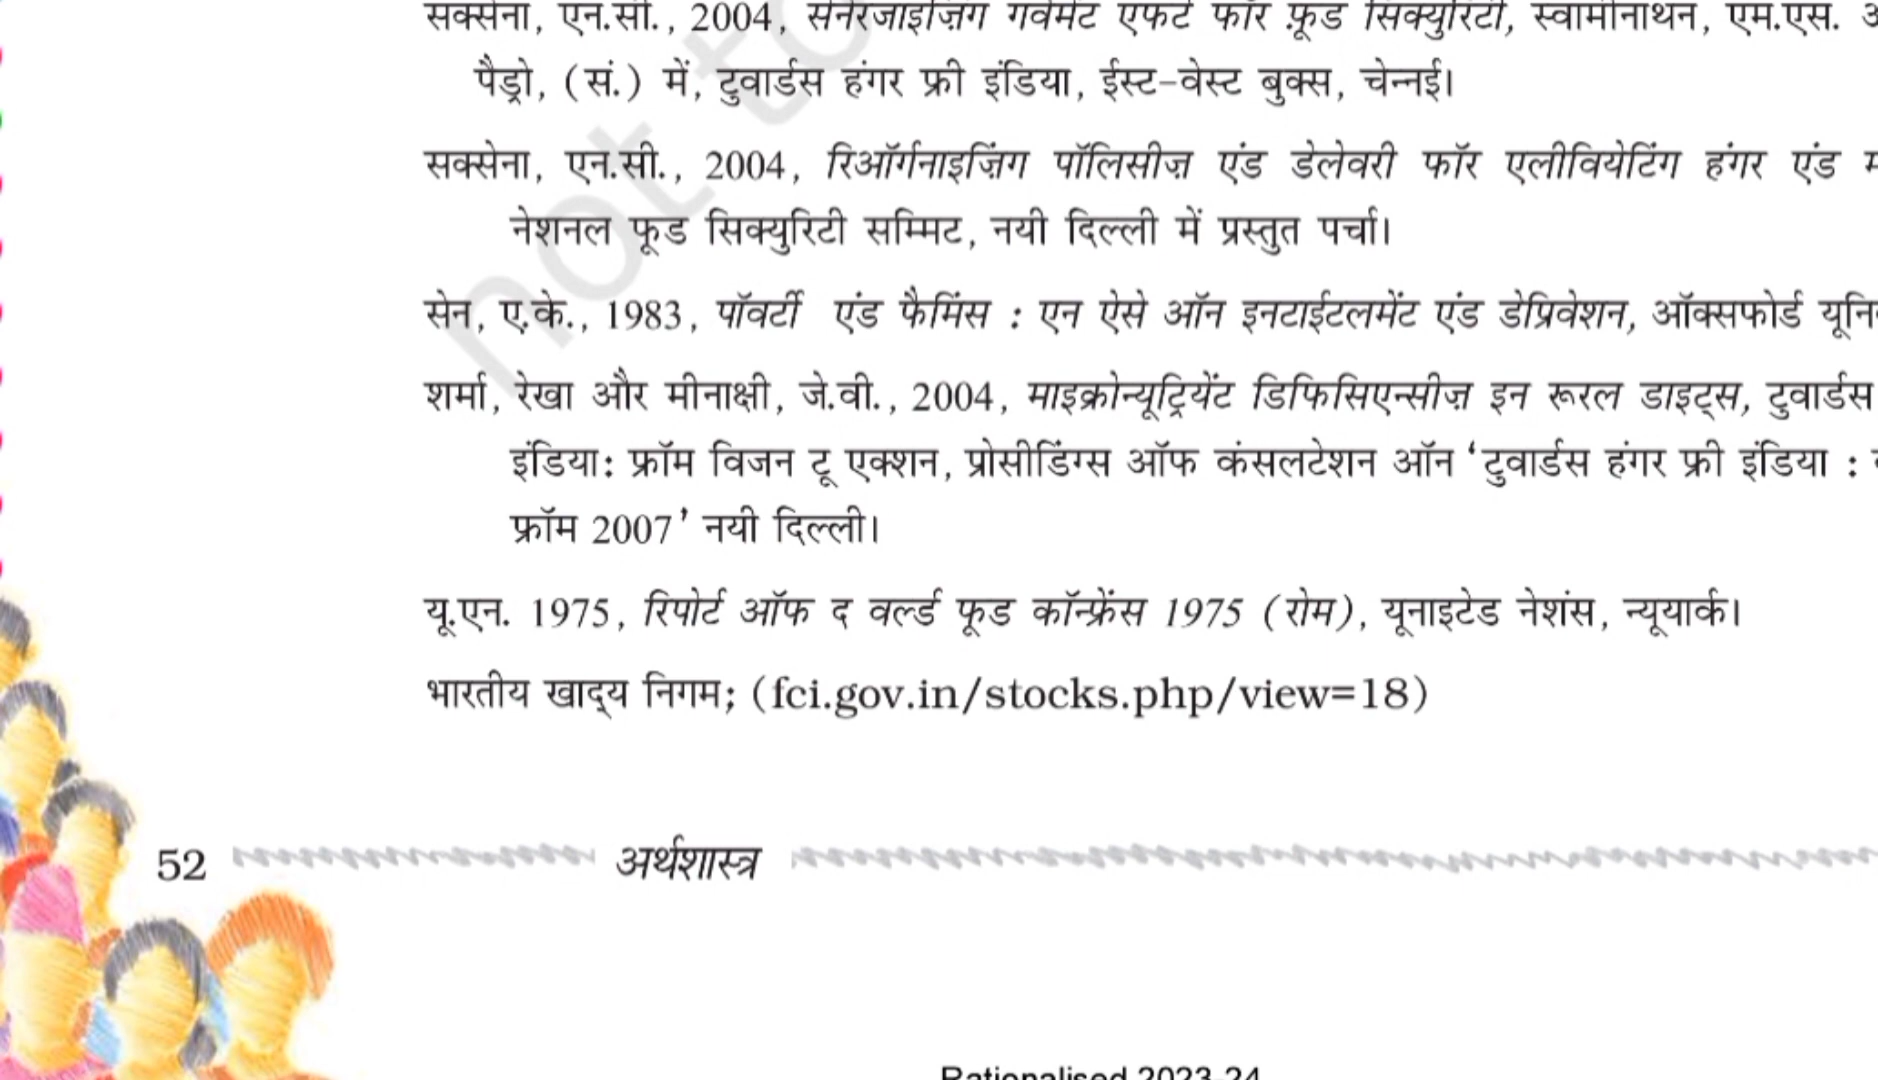 सक्सेना, एन.सी., 2004, सेनरजाइज़िंग गवर्मेंट एफर्ट फॉर फ़ूड सिक्युरिटी, स्वामीनाथन, एम.एस.
पैड्रो, (सं.) में, टुवार्डस हंगर फ्री इंडिया, ईस्ट-वेस्ट बुक्स, चेन्नई।
सक्सेना, एन.सी., 2004, रिऑर्गनाइज़िंग पॉलिसीज़ एंड डेलेवरी फॉर एलीवियेटिंग हंगर एंड
नेशनल फूड सिक्युरिटी सम्मिट, नयी दिल्ली में प्रस्तुत पर्चा।
सेन, ए.के., 1983, पॉवर्टी एंड फैमिंस : एन ऐसे ऑन इनटाईटलमेंट एंड डेप्रिवेशन, ऑक्सफोर्ड
शर्मा, रेखा और मीनाक्षी, जे.वी., 2004, माइक्रोन्यूट्रियेंट डिफिसिएन्सीज़ इन रूरल डाइट्स, टुवार्डस
इंडिया: फ्रॉम विजन टू एक्शन, प्रोसीडिंग्स ऑफ कंसलटेशन ऑन ‘टुवार्डस हंगर फ्री इंडिया :
फ्रॉम 2007’ नयी दिल्ली।
यू.एन. 1975, रिपोर्ट ऑफ द वर्ल्ड फूड कॉन्फ्रेंस 1975 (रोम), यूनाइटेड नेशंस, न्यूयार्क।
भारतीय खाद्य निगम; (fci.gov.in/stocks.php/view=18)
52 अर्थशास्त्र
Rationalised 2023-24
not to